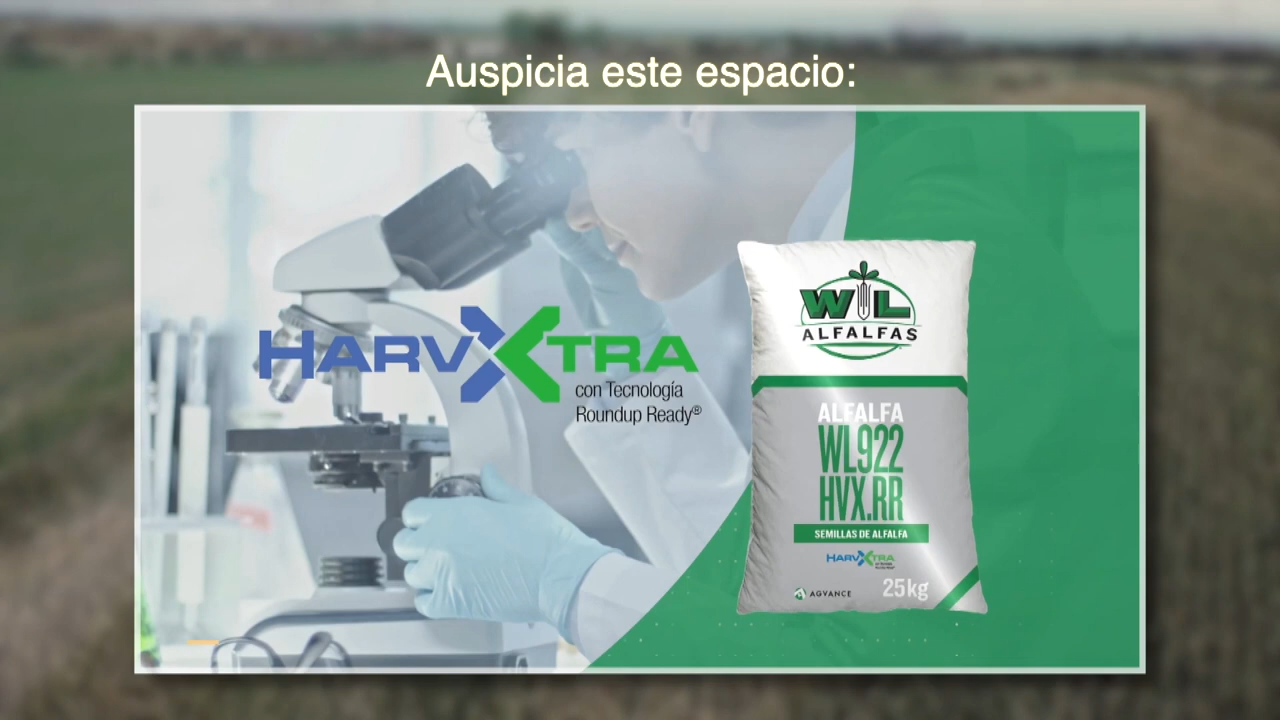 Auspicia este espacio:
HARVXTRA
con Tecnología
Roundup Ready®
WL
ALFALFAS
ALFALFA
WL922
HVX.RR
SEMILLAS DE ALFALFA
HARVXTRA
AGVANCE
25kg